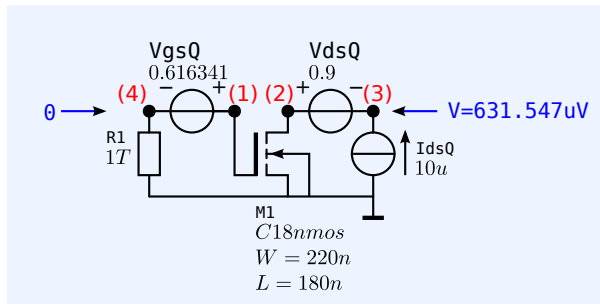 VgsQ VdsQ
0.616341 0.9
(4) − + (1) (2) + − (3)
0 V=631.547uV
R1 IdsQ
1T 10u
M1
C18nmos
W = 220n
L = 180n